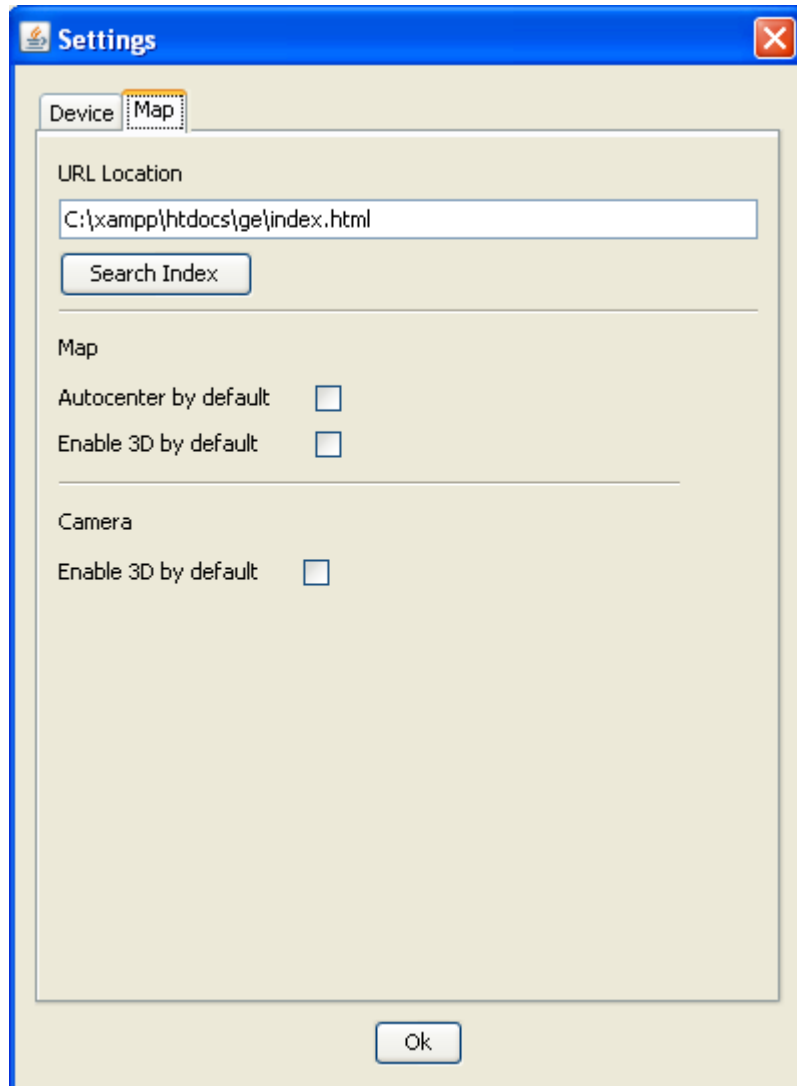 Settings
Device Map
URL Location
C:\xampp\htdocs\ge\index.html
Search Index
Map
Autocenter by default
Enable 3D by default
Camera
Enable 3D by default
Ok